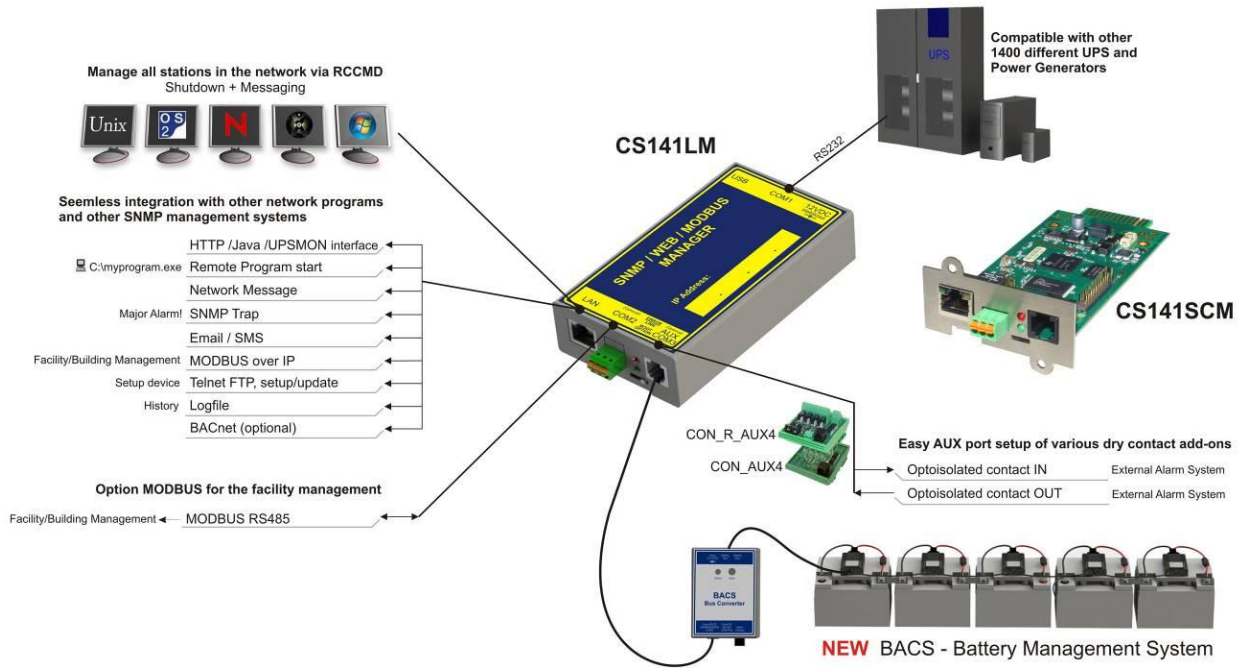 Manage all stations in the network via RCCMD
Shutdown + Messaging
Unix
OS
2
N
Seemless integration with other network programs
and other SNMP management systems
HTTP /Java /UPSMON interface
C:\myprogram.exe Remote Program start
Network Message
Major Alarm! SNMP Trap
Email / SMS
Facility/Building Management MODBUS over IP
Setup device Telnet FTP, setup/update
History Logfile
BACnet (optional)
Option MODBUS for the facility management
Facility/Building Management MODBUS RS485
CS141LM
RS232
UPS
Compatible with other
1400 different UPS and
Power Generators
USB
COM1
12VDC
SNMP / WEB / MODBUS
MANAGER
IP Address:
LAN
COM2
AUX
COM3
CS141SCM
CON_R_AUX4
CON_AUX4
Easy AUX port setup of various dry contact add-ons
Optoisolated contact IN External Alarm System
Optoisolated contact OUT External Alarm System
BACS
Bus Converter
NEW BACS - Battery Management System